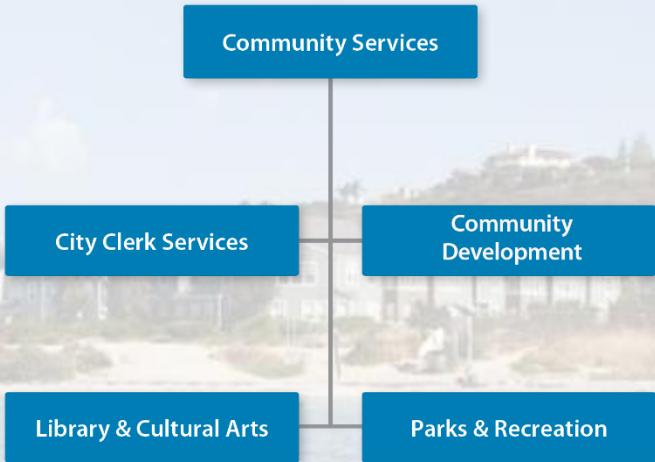 Community Services
City Clerk Services
Community
Development
Library & Cultural Arts
Parks & Recreation